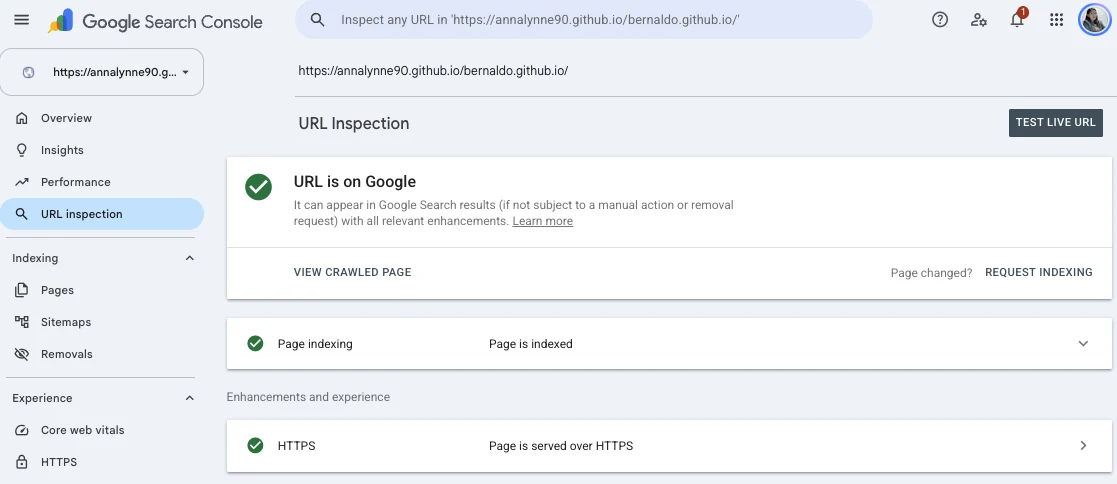 Google Search Console
Inspect any URL in 'https://annalynne90.github.io/bernaldo.github.io/'
1
https://annalynne90.g...
https://annalynne90.github.io/bernaldo.github.io/
Overview
Insights
Performance
URL inspection
Indexing
Pages
Sitemaps
Removals
Experience
Core web vitals
HTTPS
URL Inspection
TEST LIVE URL
URL is on Google
It can appear in Google Search results (if not subject to a manual action or removal
request) with all relevant enhancements. Learn more
VIEW CRAWLED PAGE
Page changed? REQUEST INDEXING
Page indexing Page is indexed
Enhancements and experience
HTTPS Page is served over HTTPS